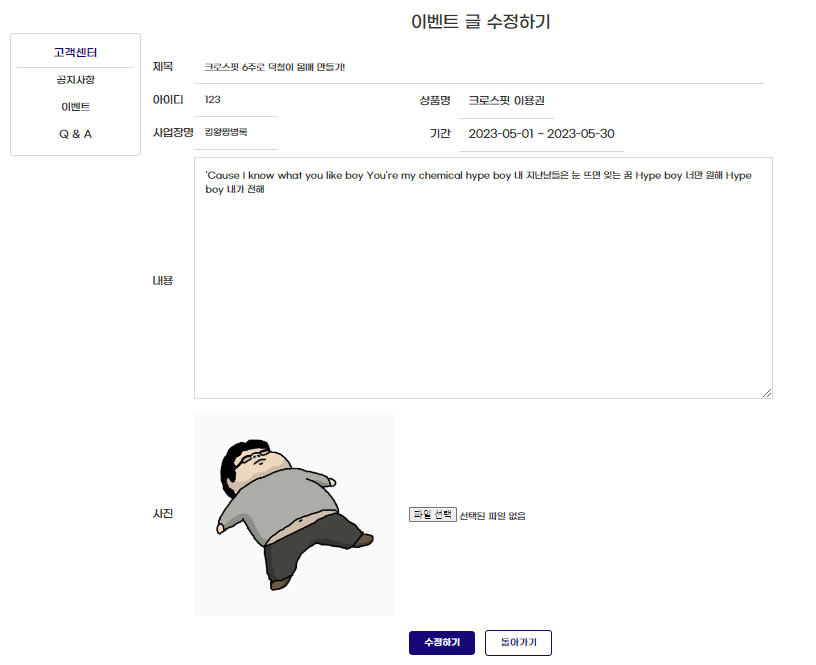 이벤트 글 수정하기
고객센터
공지사항
이벤트
Q & A
제목 크로스핏 6주로 덕철이 몸매 만들기!
아이디 123 상품명 크로스핏 이용권
사업장명 킹왕짱병록 기간 2023-05-01 ~ 2023-05-30
내용
'Cause I know what you like boy You're my chemical hype boy 내 지난날들은 눈 뜨면 잊는 꿈 Hype boy 너만 원해 Hype
boy 내가 전해
사진
파일 선택 선택된 파일 없음
수정하기 돌아가기